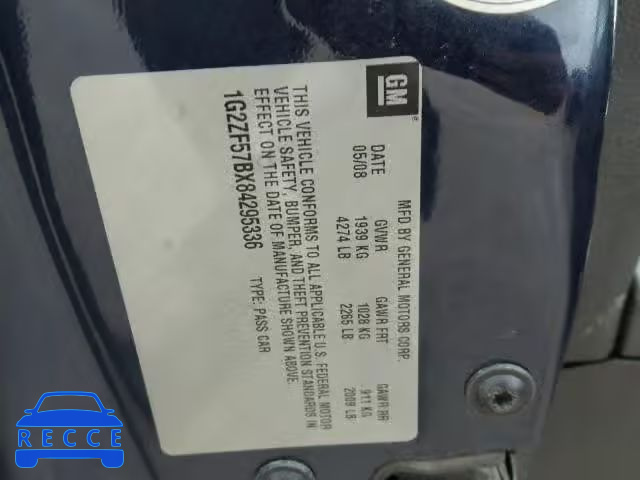 GM
MFD BY GENERAL MOTORS CORP.
DATE GVWR GAWR FRT GAWR RR
05/08 1939 KG 1028 KG 911 KG
4274 LB 2265 LB 2009 LB
THIS VEHICLE CONFORMS TO ALL APPLICABLE U.S. FEDERAL MOTOR
VEHICLE SAFETY, BUMPER, AND THEFT PREVENTION STANDARDS IN
EFFECT ON THE DATE OF MANUFACTURE SHOWN ABOVE.
1G2ZF57BX84295336 TYPE: PASS CAR
RECCE